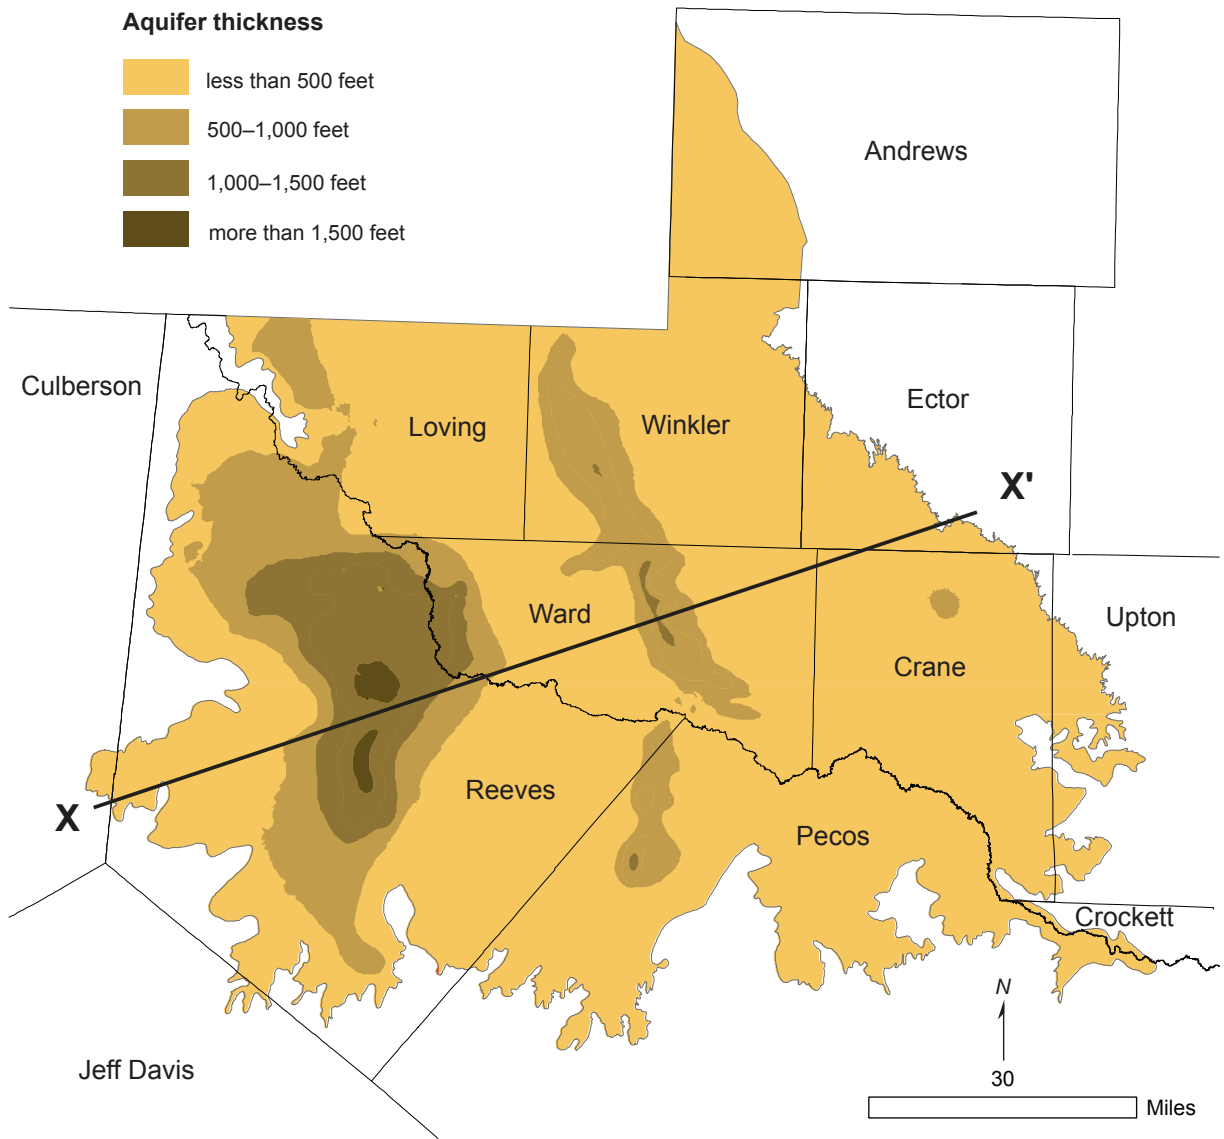 Aquifer thickness
less than 500 feet
500–1,000 feet
1,000–1,500 feet
more than 1,500 feet
Andrews
Culberson
Loving
Winkler
Ector
X'
Ward
Upton
Crane
Reeves
X
Pecos
Crockett
N
Jeff Davis
30
Miles